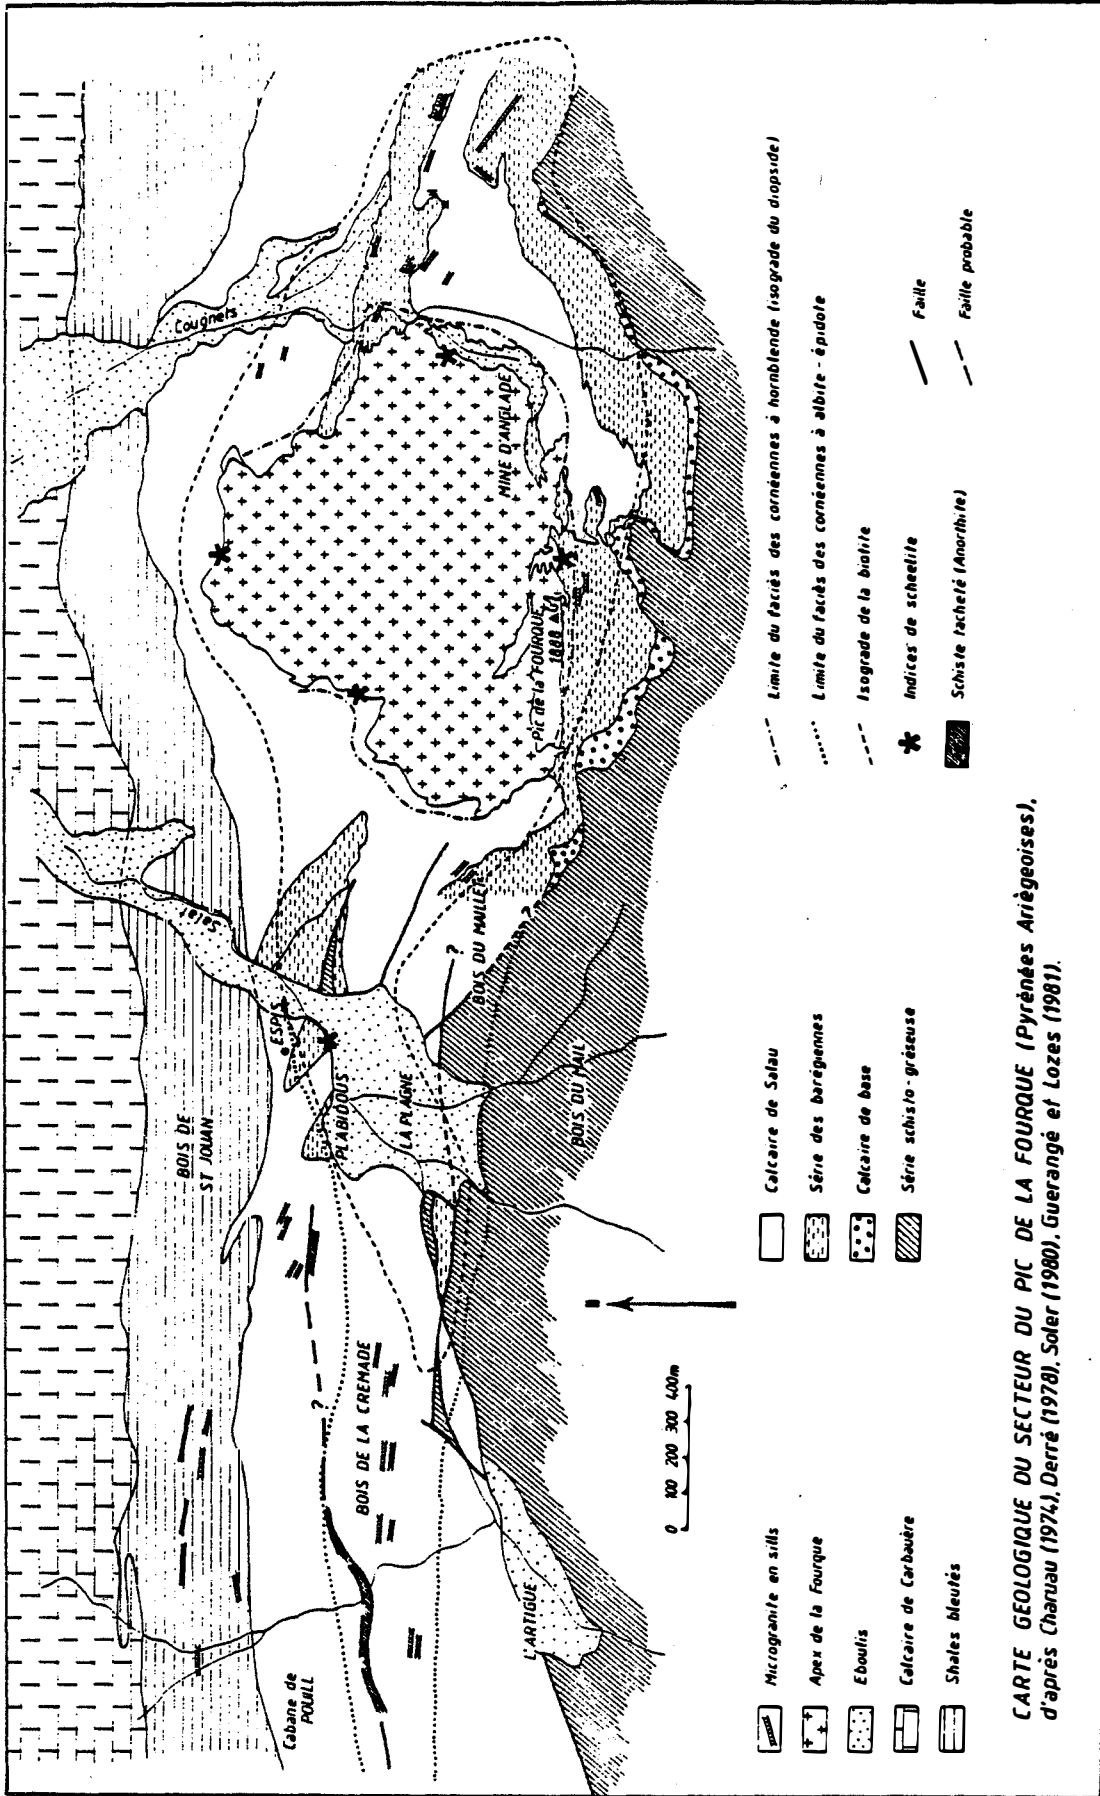 Cougnets
Salat
ESPIS
BOIS DE
ST JOUAN
PLABIDOUS
LA PLAGNE
BOIS DU MAIL
BOIS DU MAILLET
?
?
Pic de la FOURQUE
1888
MINE D'ANGLADE
BOIS DE LA CREMADE
?
Cabane de
POUILL
L'ARTIGUE
0 100 200 300 400m
N
Microgranite en sills
Apex de la Fourque
Eboulis
Calcaire de Carbauère
Shales bleutés
Calcaire de Salau
Série des barégiennes
Calcaire de base
Série schisto-gréseuse
Limite du faciès des cornéennes à hornblende (isograde du diopside)
Limite du faciès des cornéennes à albite-épidote
Isograde de la biotite
Indices de scheelite
Schiste tacheté (Anorthite)
Faille
Faille probable
CARTE GEOLOGIQUE DU SECTEUR DU PIC DE LA FOURQUE (Pyrénées Ariègeoises),
d'après Charuau (1974), Derré (1978), Soler (1980), Guerangé et Lozes (1981).